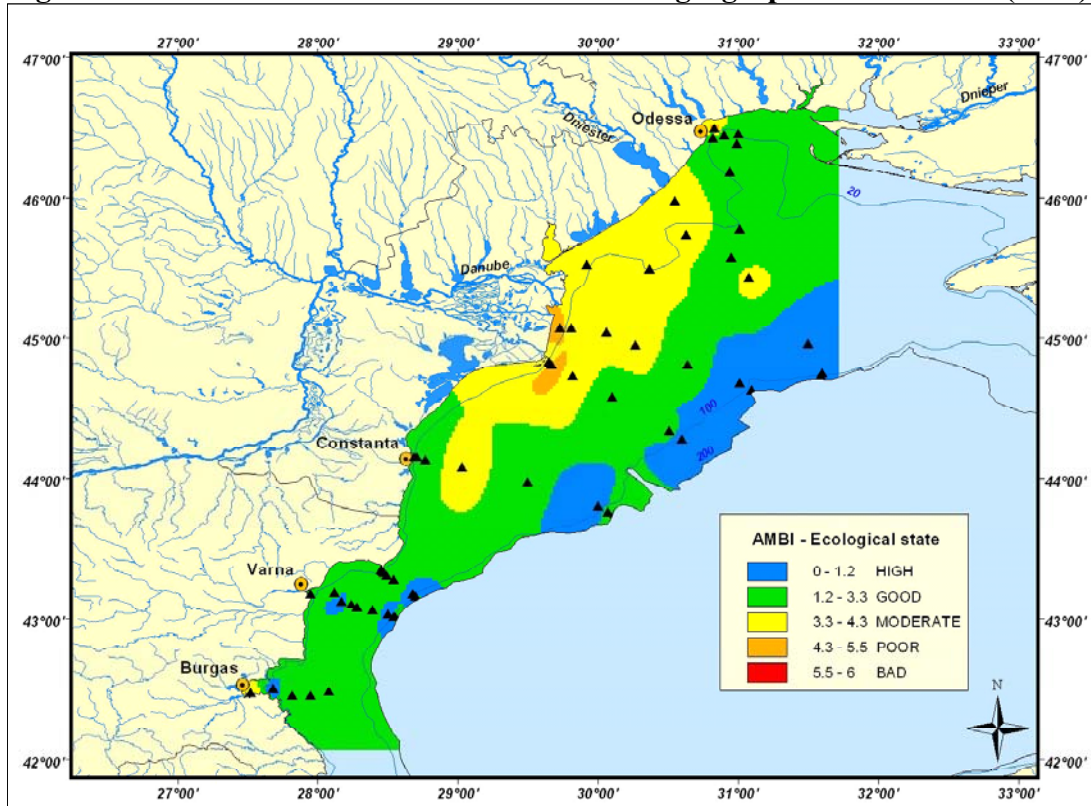 27°00' 28°00' 29°00' 30°00' 31°00' 32°00' 33°00'
47°00' 47°00'
Dnieper
Odessa
Dniester
46°00' 20 46°00'
Danube
45°00' 45°00'
100
Constanta
200
44°00' 44°00'
AMBI - Ecological state
0 - 1.2 HIGH
Varna
1.2 - 3.3 GOOD
43°00' 3.3 - 4.3 MODERATE 43°00'
4.3 - 5.5 POOR
Burgas
5.5 - 6 BAD
N
42°00' 42°00'
27°00' 28°00' 29°00' 30°00' 31°00' 32°00' 33°00'